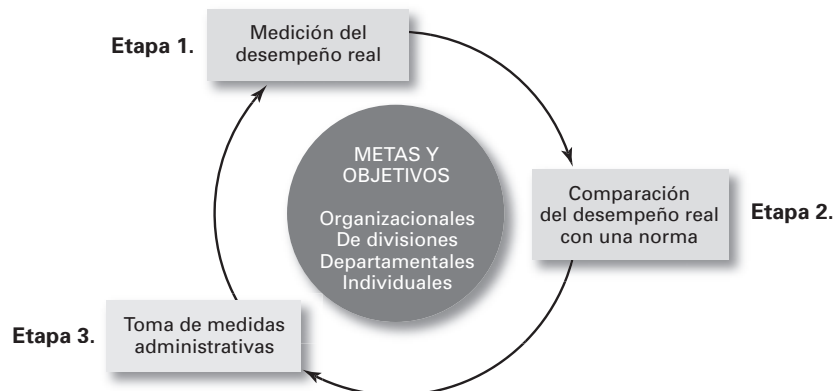 Etapa 1.
Medición del
desempeño real
METAS Y
OBJETIVOS
Organizacionales
De divisiones
Departamentales
Individuales
Comparación
del desempeño real
con una norma
Etapa 2.
Etapa 3.
Toma de medidas
administrativas